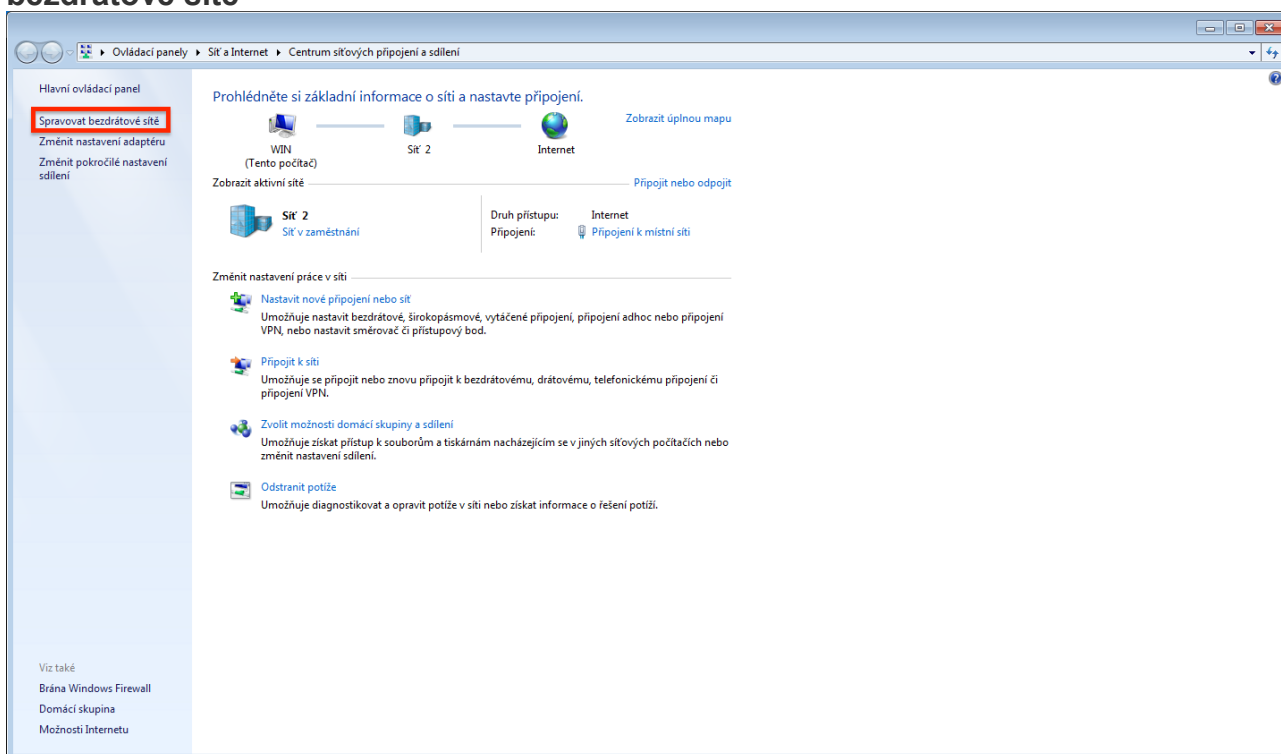 bezdrátové sítě
Ovládací panely ▸ Síť a Internet ▸ Centrum síťových připojení a sdílení
Hlavní ovládací panel
Spravovat bezdrátové sítě
Změnit nastavení adaptéru
Změnit pokročilé nastavení
sdílení
Prohlédněte si základní informace o síti a nastavte připojení.
Zobrazit úplnou mapu
WIN
(Tento počítač)
Síť 2
Internet
Zobrazit aktivní sítě
Připojit nebo odpojit
Síť 2
Síť v zaměstnání
Druh přístupu: Internet
Připojení: Připojení k místní síti
Změnit nastavení práce v síti
Nastavit nové připojení nebo síť
Umožňuje nastavit bezdrátové, širokopásmové, vytáčené připojení, připojení adhoc nebo připojení
VPN, nebo nastavit směrovač či přístupový bod.
Připojit k síti
Umožňuje se připojit nebo znovu připojit k bezdrátovému, drátovému, telefonickému připojení či
připojení VPN.
Zvolit možnosti domácí skupiny a sdílení
Umožňuje získat přístup k souborům a tiskárnám nacházejícím se v jiných síťových počítačích nebo
změnit nastavení sdílení.
Odstranit potíže
Umožňuje diagnostikovat a opravit potíže v síti nebo získat informace o řešení potíží.
Viz také
Brána Windows Firewall
Domácí skupina
Možnosti Internetu